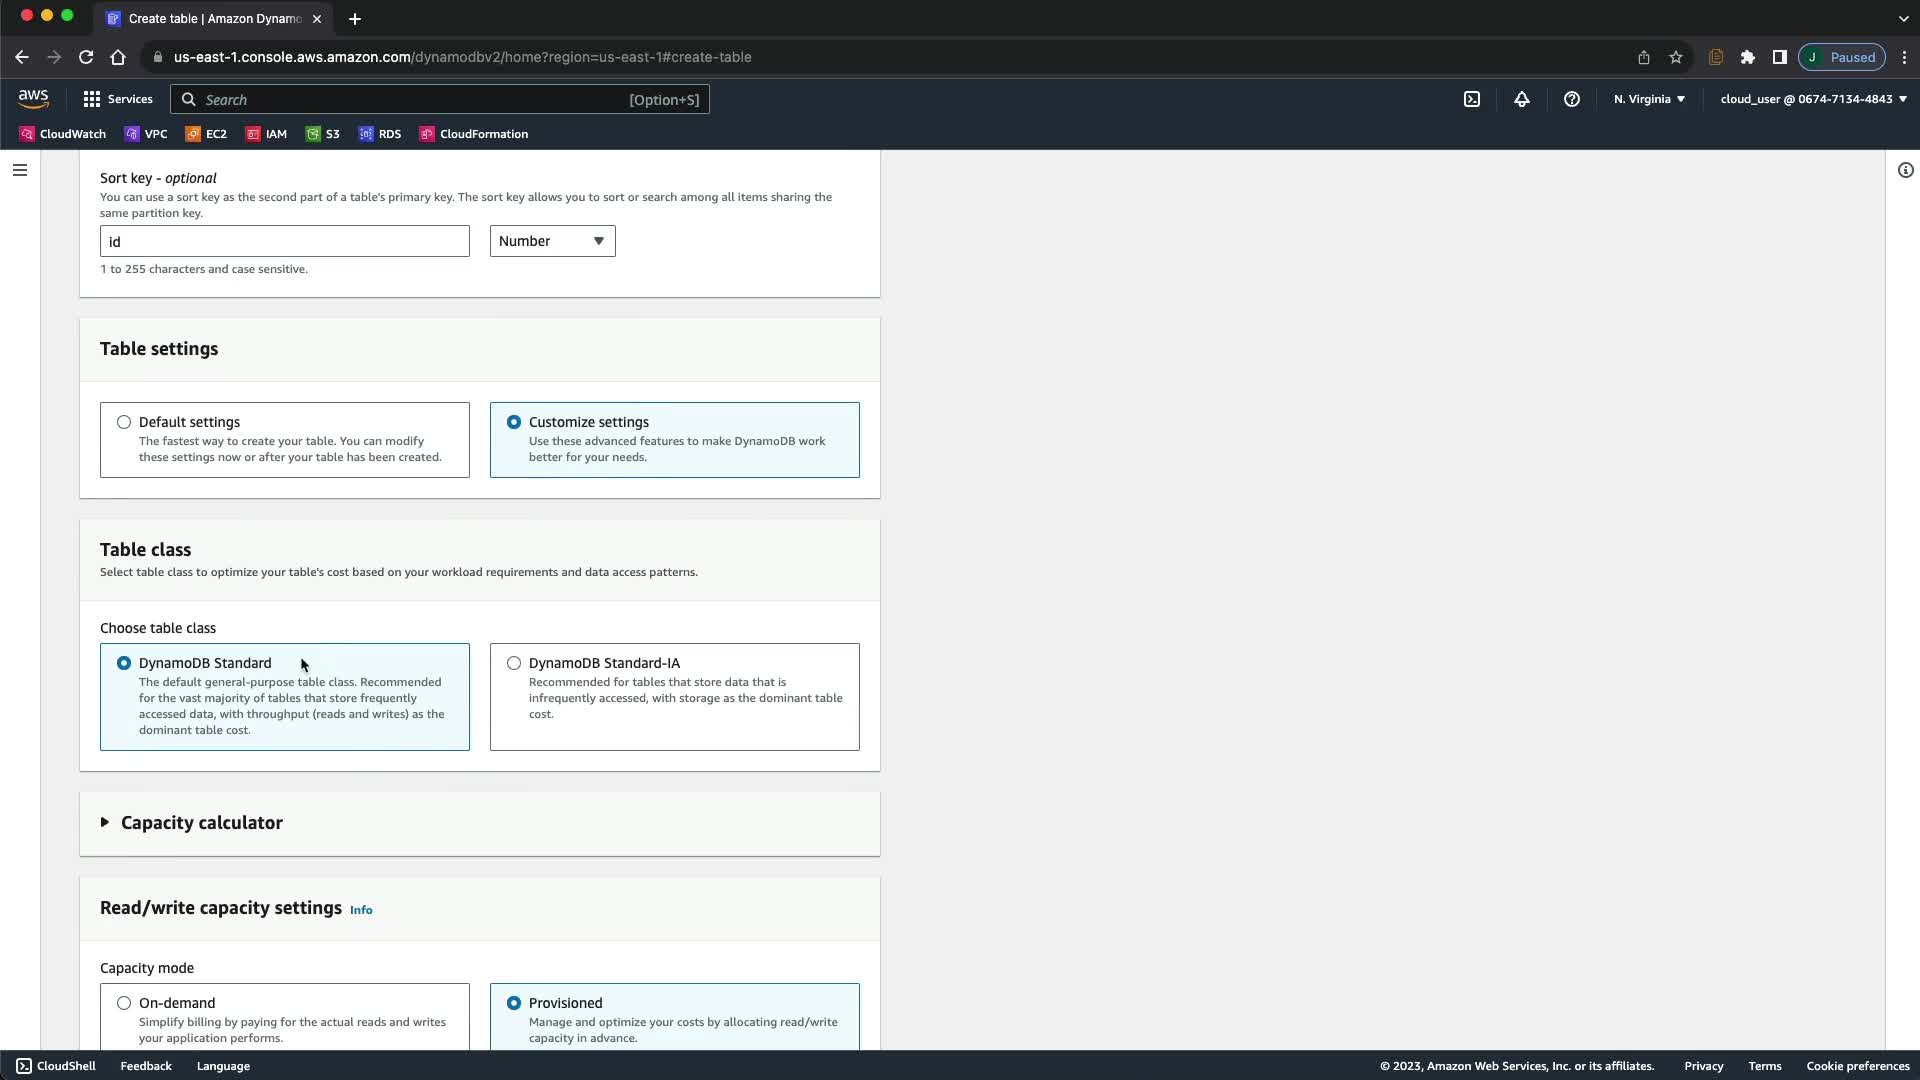 Create table | Amazon Dynamo
us-east-1.console.aws.amazon.com/dynamodbv2/home?region=us-east-1#create-table
J Paused
aws Services Search [Option+S] N. Virginia cloud_user @ 0674-7134-4843
CloudWatch VPC EC2 IAM S3 RDS CloudFormation
Sort key - optional
You can use a sort key as the second part of a table's primary key. The sort key allows you to sort or search among all items sharing the
same partition key.
id Number
1 to 255 characters and case sensitive.
Table settings
Default settings
The fastest way to create your table. You can modify
these settings now or after your table has been created.
Customize settings
Use these advanced features to make DynamoDB work
better for your needs.
Table class
Select table class to optimize your table's cost based on your workload requirements and data access patterns.
Choose table class
DynamoDB Standard
The default general-purpose table class. Recommended
for the vast majority of tables that store frequently
accessed data, with throughput (reads and writes) as the
dominant table cost.
DynamoDB Standard-IA
Recommended for tables that store data that is
infrequently accessed, with storage as the dominant table
cost.
Capacity calculator
Read/write capacity settings Info
Capacity mode
On-demand
Simplify billing by paying for the actual reads and writes
your application performs.
Provisioned
Manage and optimize your costs by allocating read/write
capacity in advance.
CloudShell Feedback Language © 2023, Amazon Web Services, Inc. or its affiliates. Privacy Terms Cookie preferences